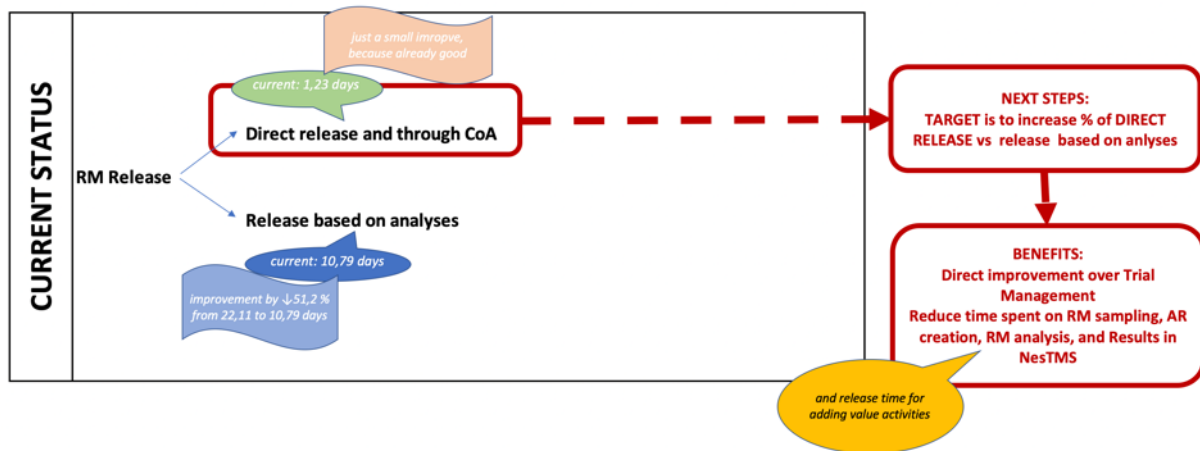 CURRENT STATUS
just a small imropve,
because already good
current: 1,23 days
Direct release and through CoA
RM Release
Release based on analyses
current: 10,79 days
improvement by ↓51,2 %
from 22,11 to 10,79 days
NEXT STEPS:
TARGET is to increase % of DIRECT
RELEASE vs release based on anlyses
BENEFITS:
Direct improvement over Trial
Management
Reduce time spent on RM sampling, AR
creation, RM analysis, and Results in
NesTMS
and release time for
adding value activities